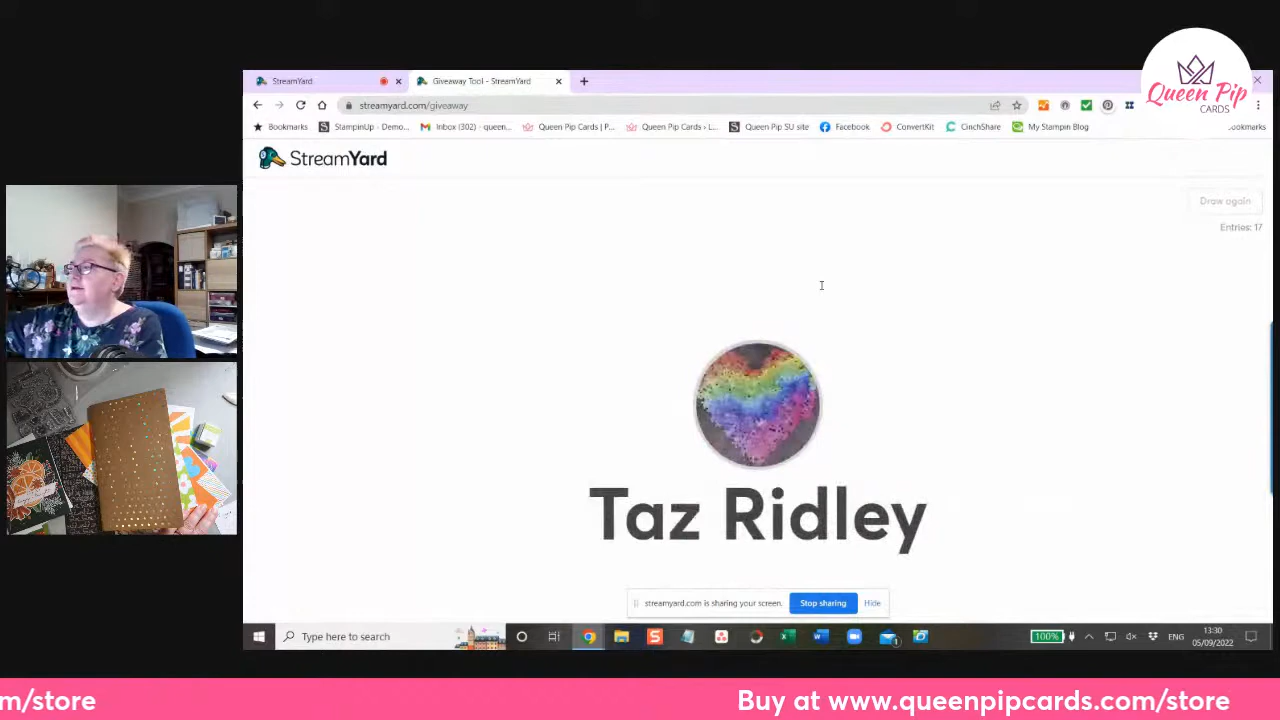 StreamYard
Giveaway Tool - StreamYard
Queen Pip
CARDS
streamyard.com/giveaway
Bookmarks
StampinUp - Demo...
Inbox (302) - queen...
Queen Pip Cards | P...
Queen Pip Cards › L...
Queen Pip SU site
Facebook
ConvertKit
CinchShare
My Stampin Blog
ookmarks
StreamYard
Draw again
Entries: 17
Taz Ridley
streamyard.com is sharing your screen.
Stop sharing
Hide
Type here to search
100%
ENG
13:30
05/09/2022
m/store
Buy at www.queenpipcards.com/store